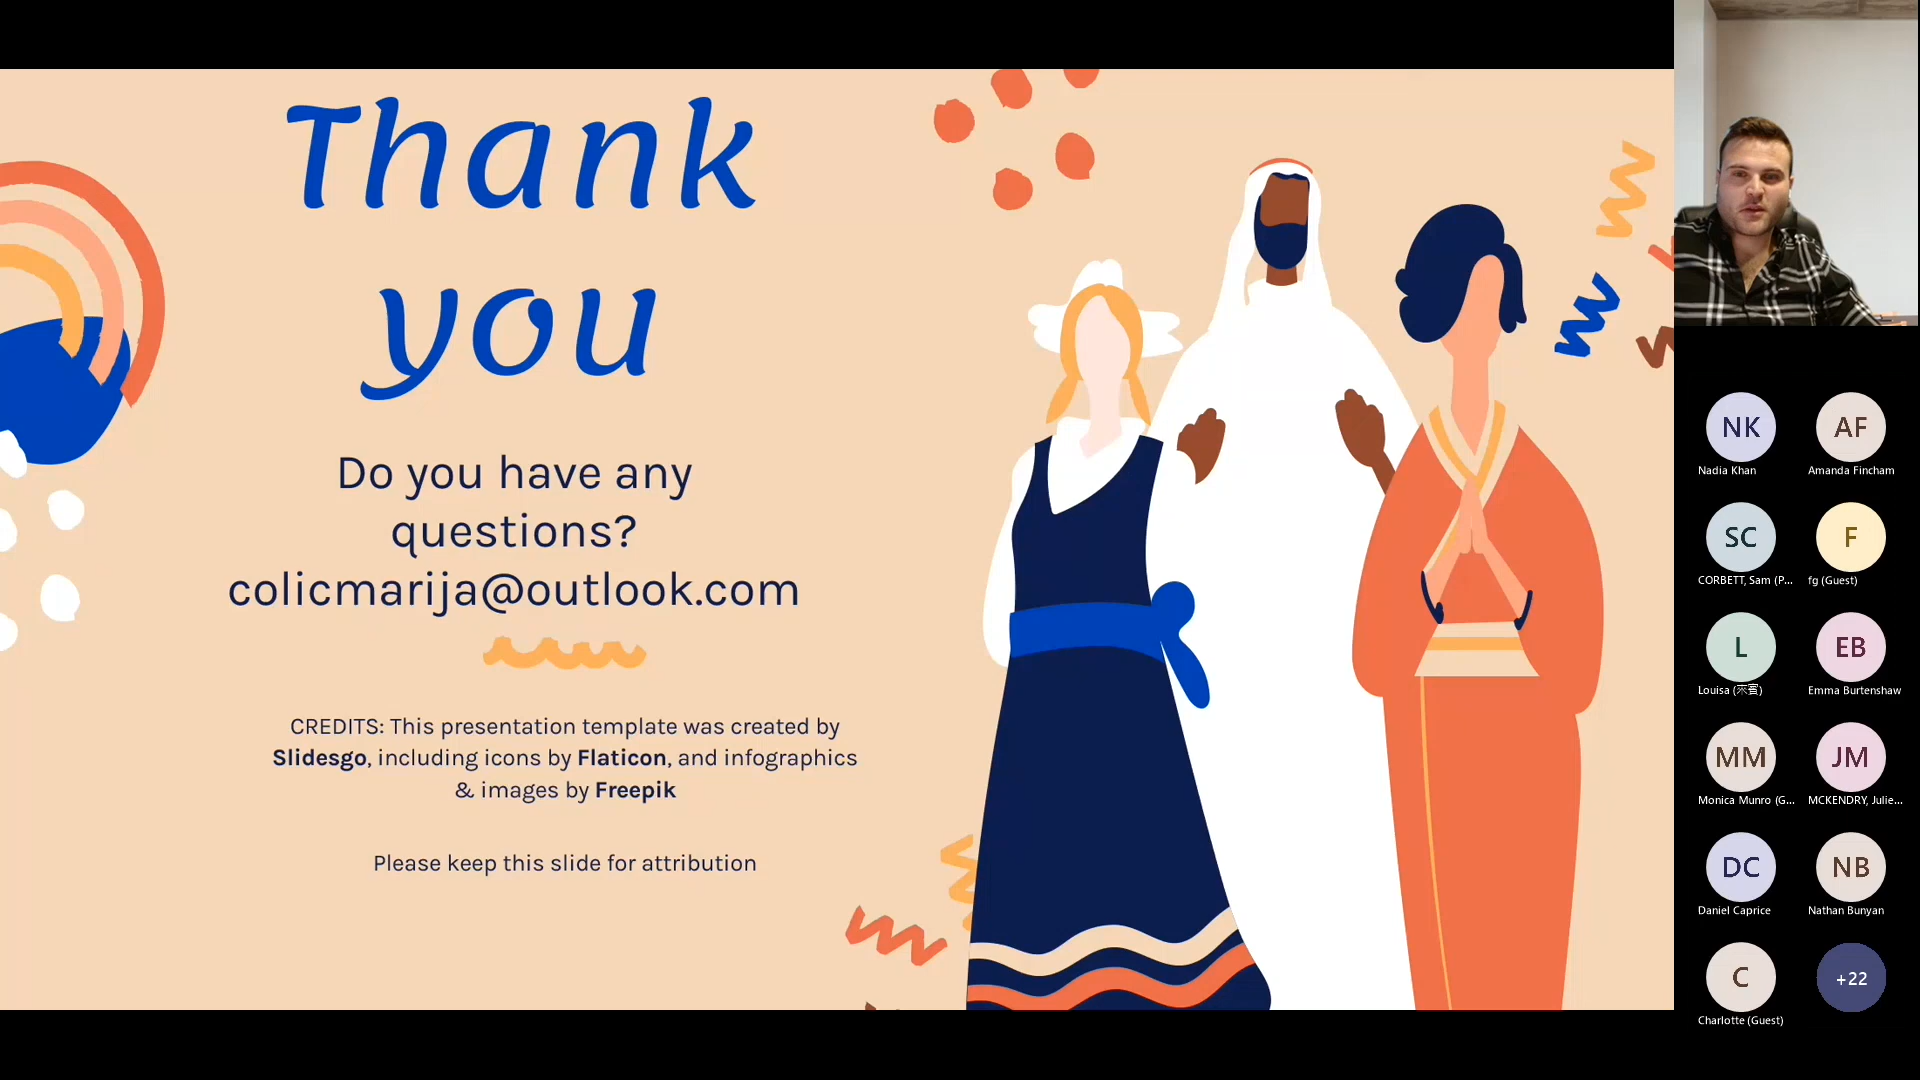 Thank
you
Do you have any
questions?
colicmarija@outlook.com
CREDITS: This presentation template was created by
Slidesgo, including icons by Flaticon, and infographics
& images by Freepik
Please keep this slide for attribution
NK
AF
Nadia Khan
Amanda Fincham
SC
F
CORBETT, Sam (P...
fg (Guest)
L
EB
Louisa (來賓)
Emma Burtenshaw
MM
JM
Monica Munro (G...
MCKENDRY, Julie...
DC
NB
Daniel Caprice
Nathan Bunyan
C
+22
Charlotte (Guest)